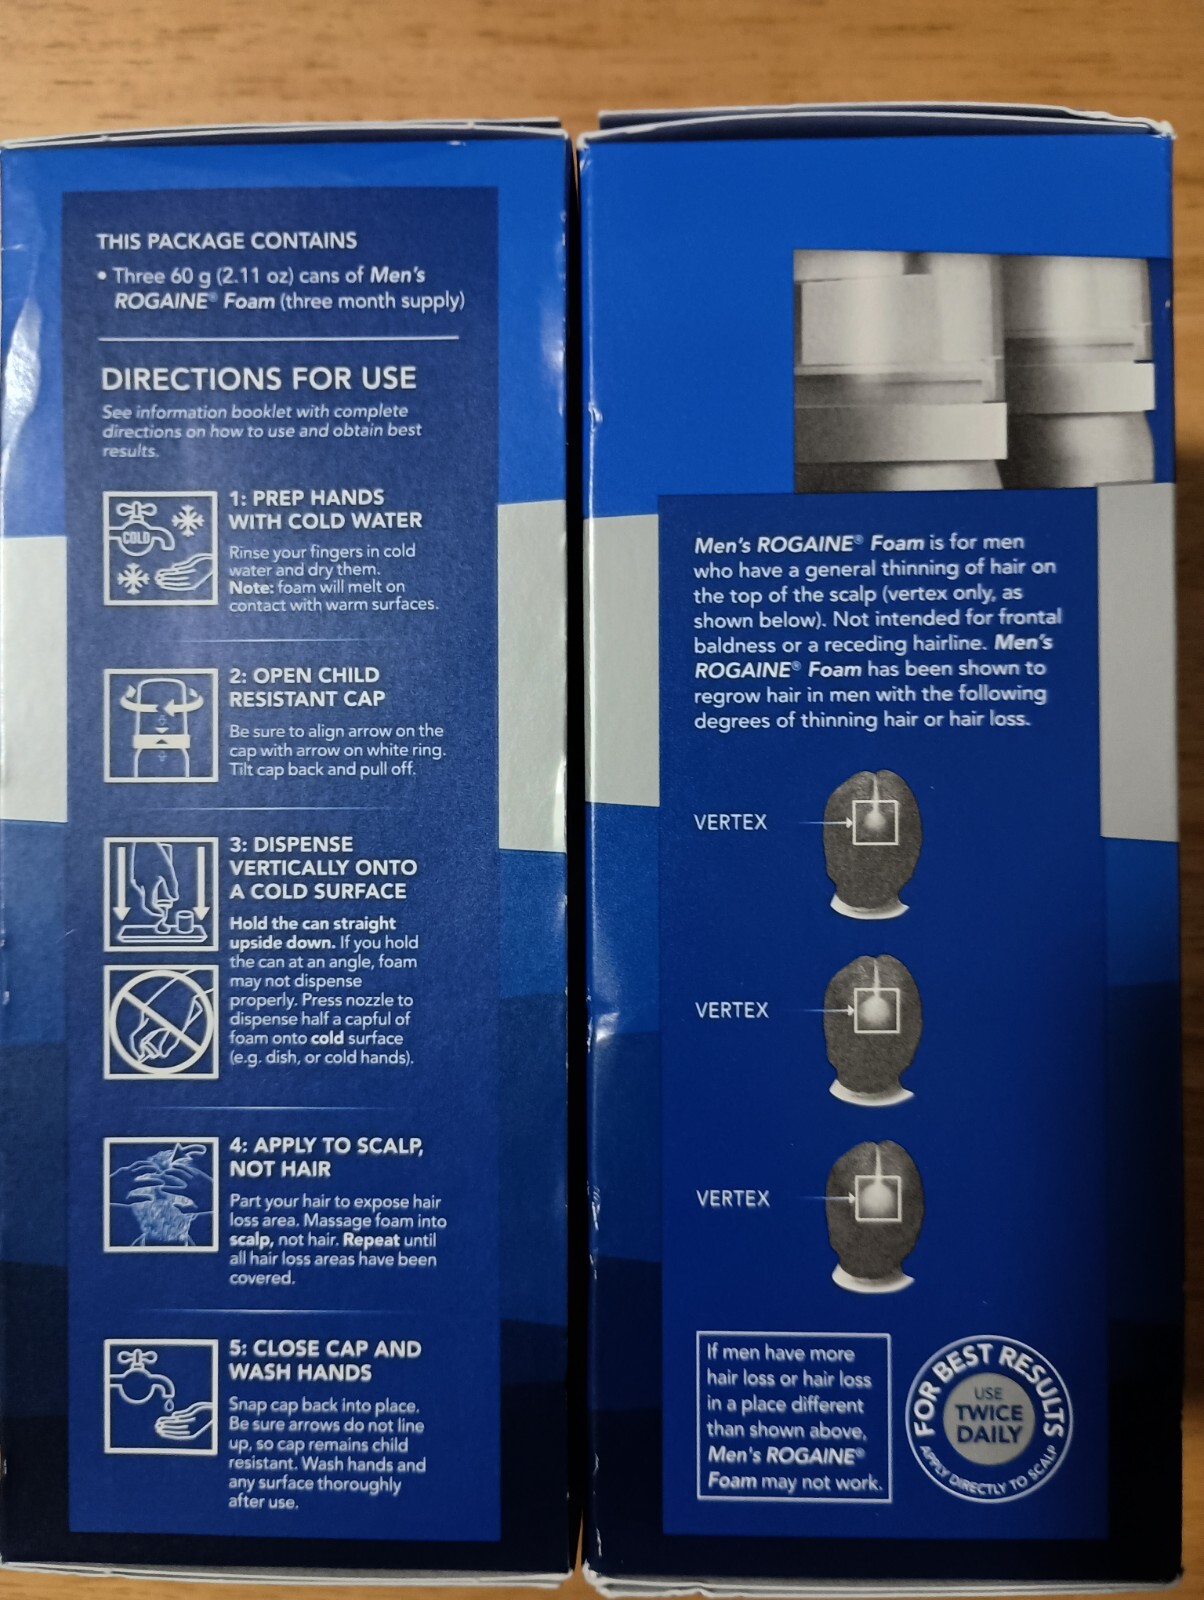 THIS PACKAGE CONTAINS
• Three 60 g (2.11 oz) cans of Men's
ROGAINE® Foam (three month supply)
DIRECTIONS FOR USE
See information booklet with complete
directions on how to use and obtain best
results.
1: PREP HANDS
WITH COLD WATER
COLD
Rinse your fingers in cold
water and dry them.
Note: foam will melt on
contact with warm surfaces.
2: OPEN CHILD
RESISTANT CAP
Be sure to align arrow on the
cap with arrow on white ring.
Tilt cap back and pull off.
3: DISPENSE
VERTICALLY ONTO
A COLD SURFACE
Hold the can straight
upside down. If you hold
the can at an angle, foam
may not dispense
properly. Press nozzle to
dispense half a capful of
foam onto cold surface
(e.g. dish, or cold hands).
4: APPLY TO SCALP,
NOT HAIR
Part your hair to expose hair
loss area. Massage foam into
scalp, not hair. Repeat until
all hair loss areas have been
covered.
5: CLOSE CAP AND
WASH HANDS
Snap cap back into place.
Be sure arrows do not line
up, so cap remains child
resistant. Wash hands and
any surface thoroughly
after use.
Men's ROGAINE® Foam is for men
who have a general thinning of hair on
the top of the scalp (vertex only, as
shown below). Not intended for frontal
baldness or a receding hairline. Men's
ROGAINE® Foam has been shown to
regrow hair in men with the following
degrees of thinning hair or hair loss.
VERTEX
VERTEX
VERTEX
If men have more
hair loss or hair loss
in a place different
than shown above,
Men's ROGAINE®
Foam may not work.
FOR BEST RESULTS
USE
TWICE
DAILY
APPLY DIRECTLY TO SCALP